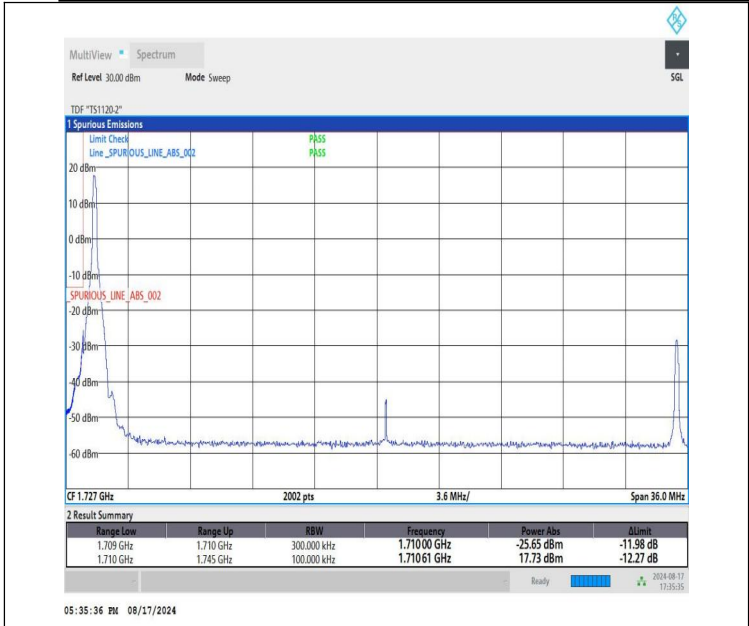 R S
MultiView Spectrum
Ref Level 30.00 dBm Mode Sweep SGL
TDF "TS1120-2"
1 Spurious Emissions
Limit Check PASS
Line _SPURIOUS_LINE_ABS_002 PASS
20 dBm
10 dBm
0 dBm
-10 dBm
_SPURIOUS_LINE_ABS_002
-20 dBm
-30 dBm
-40 dBm
-50 dBm
-60 dBm
CF 1.727 GHz 2002 pts 3.6 MHz/ Span 36.0 MHz
2 Result Summary
Range Low Range Up RBW Frequency Power Abs ΔLimit
1.709 GHz 1.710 GHz 300.000 kHz 1.71000 GHz -25.65 dBm -11.98 dB
1.710 GHz 1.745 GHz 100.000 kHz 1.71061 GHz 17.73 dBm -12.27 dB
Ready 2024-08-17
17:35:35
05:35:36 PM 08/17/2024